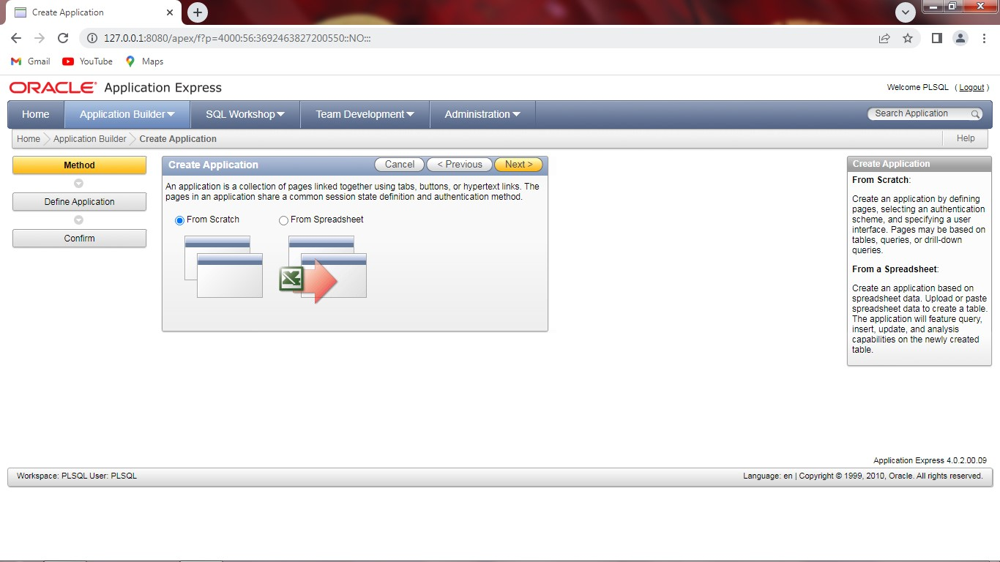 Create Application
127.0.0.1:8080/apex/f?p=4000:56:3692463827200550::NO:::
Gmail YouTube Maps
ORACLE Application Express
Welcome PLSQL ( Logout )
Home Application Builder SQL Workshop Team Development Administration
Search Application
Home Application Builder Create Application
Help
Method
Define Application
Confirm
Create Application
Cancel < Previous Next >
An application is a collection of pages linked together using tabs, buttons, or hypertext links. The
pages in an application share a common session state definition and authentication method.
From Scratch From Spreadsheet
Create Application
From Scratch:
Create an application by defining
pages, selecting an authentication
scheme, and specifying a user
interface. Pages may be based on
tables, queries, or drill-down
queries.
From a Spreadsheet:
Create an application based on
spreadsheet data. Upload or paste
spreadsheet data to create a table.
The application will feature query,
insert, update, and analysis
capabilities on the newly created
table.
Application Express 4.0.2.00.09
Workspace: PLSQL User: PLSQL
Language: en | Copyright © 1999, 2010, Oracle. All rights reserved.